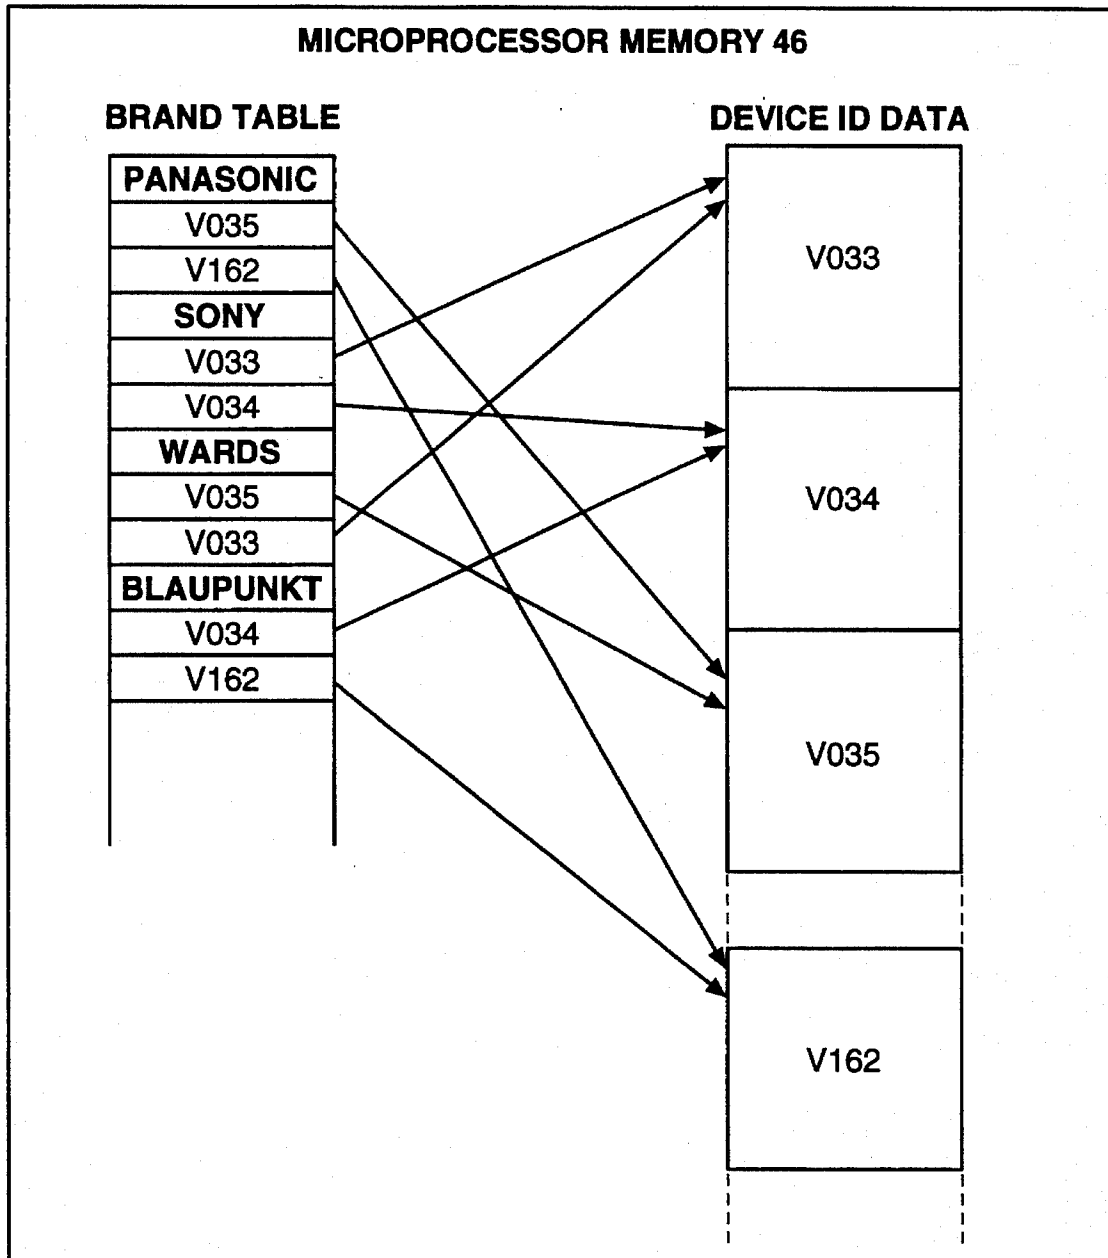 MICROPROCESSOR MEMORY 46
BRAND TABLE
PANASONIC
V035
V162
SONY
V033
V034
WARDS
V035
V033
BLAUPUNKT
V034
V162
DEVICE ID DATA
V033
V034
V035
V162